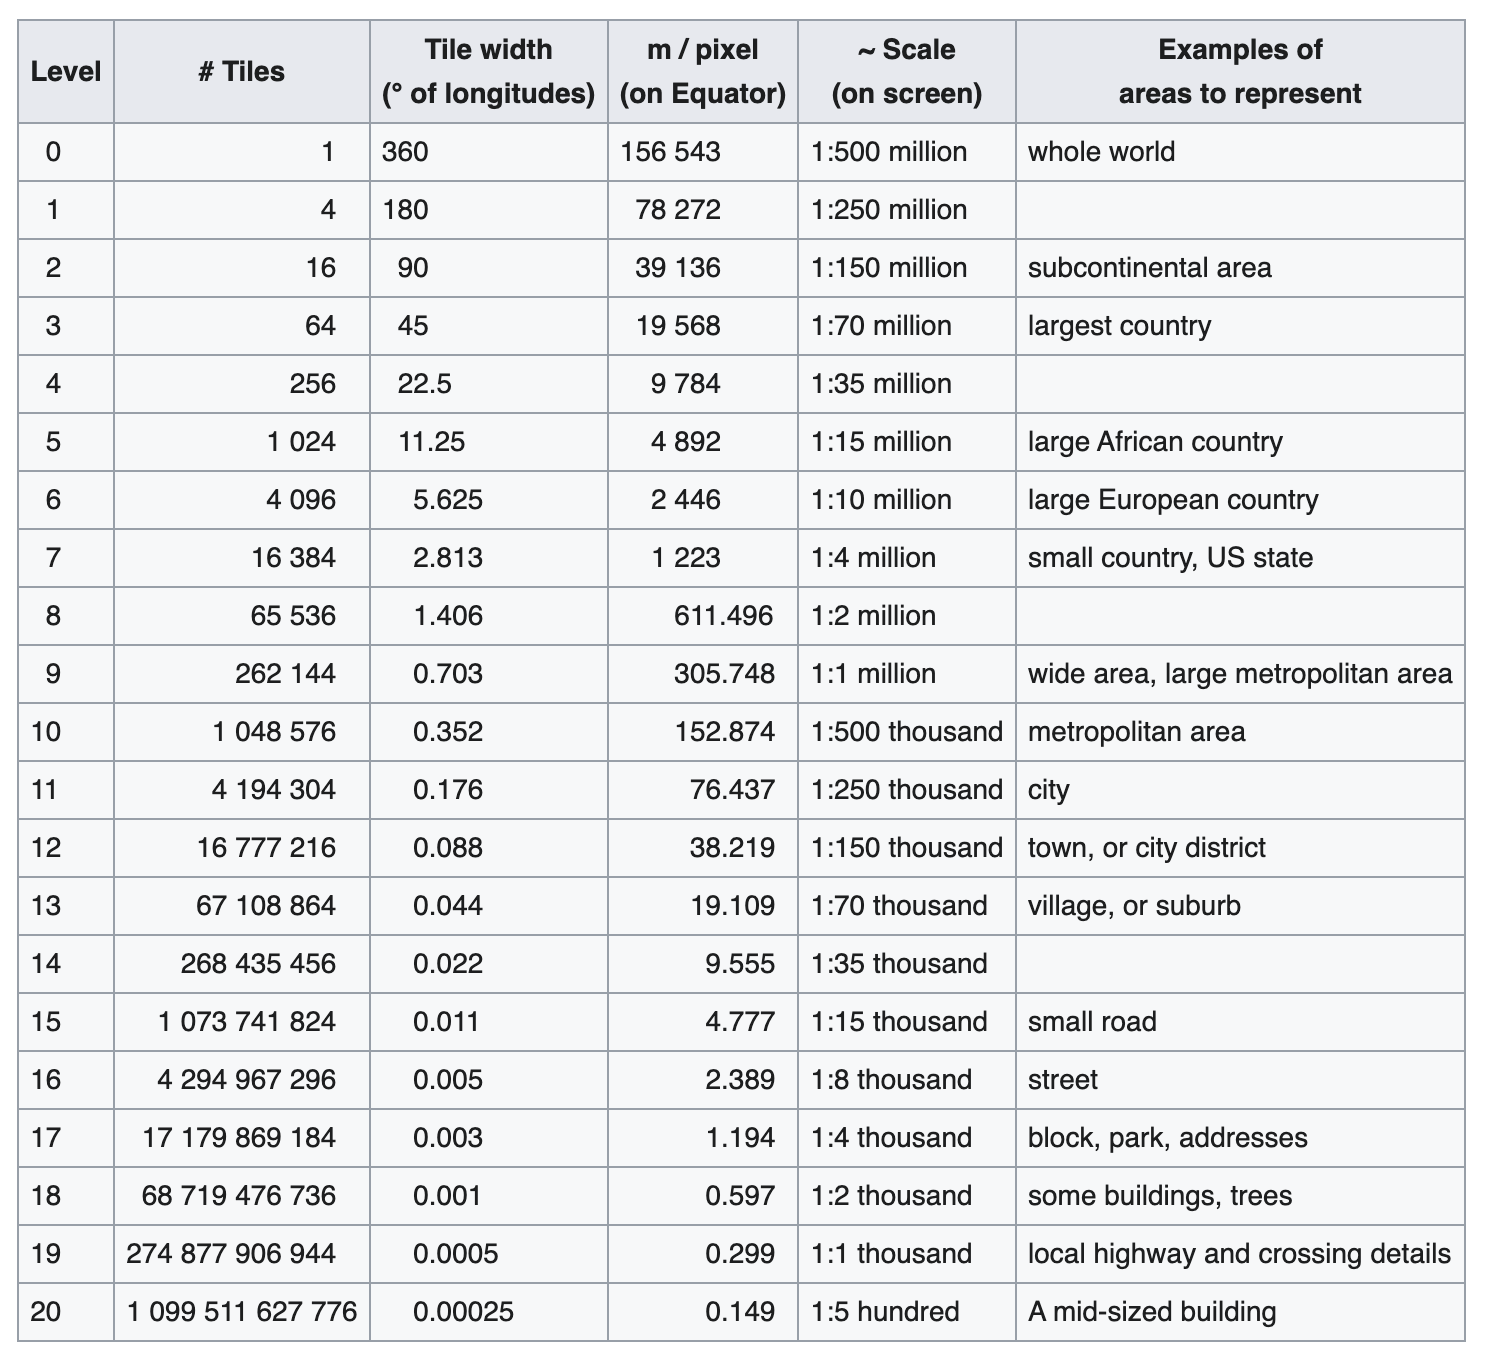 Level # Tiles Tile width (° of longitudes) m / pixel (on Equator) ~ Scale (on screen) Examples of areas to represent
0 1 360 156 543 1:500 million whole world
1 4 180 78 272 1:250 million
2 16 90 39 136 1:150 million subcontinental area
3 64 45 19 568 1:70 million largest country
4 256 22.5 9 784 1:35 million
5 1 024 11.25 4 892 1:15 million large African country
6 4 096 5.625 2 446 1:10 million large European country
7 16 384 2.813 1 223 1:4 million small country, US state
8 65 536 1.406 611.496 1:2 million
9 262 144 0.703 305.748 1:1 million wide area, large metropolitan area
10 1 048 576 0.352 152.874 1:500 thousand metropolitan area
11 4 194 304 0.176 76.437 1:250 thousand city
12 16 777 216 0.088 38.219 1:150 thousand town, or city district
13 67 108 864 0.044 19.109 1:70 thousand village, or suburb
14 268 435 456 0.022 9.555 1:35 thousand
15 1 073 741 824 0.011 4.777 1:15 thousand small road
16 4 294 967 296 0.005 2.389 1:8 thousand street
17 17 179 869 184 0.003 1.194 1:4 thousand block, park, addresses
18 68 719 476 736 0.001 0.597 1:2 thousand some buildings, trees
19 274 877 906 944 0.0005 0.299 1:1 thousand local highway and crossing details
20 1 099 511 627 776 0.00025 0.149 1:5 hundred A mid-sized building